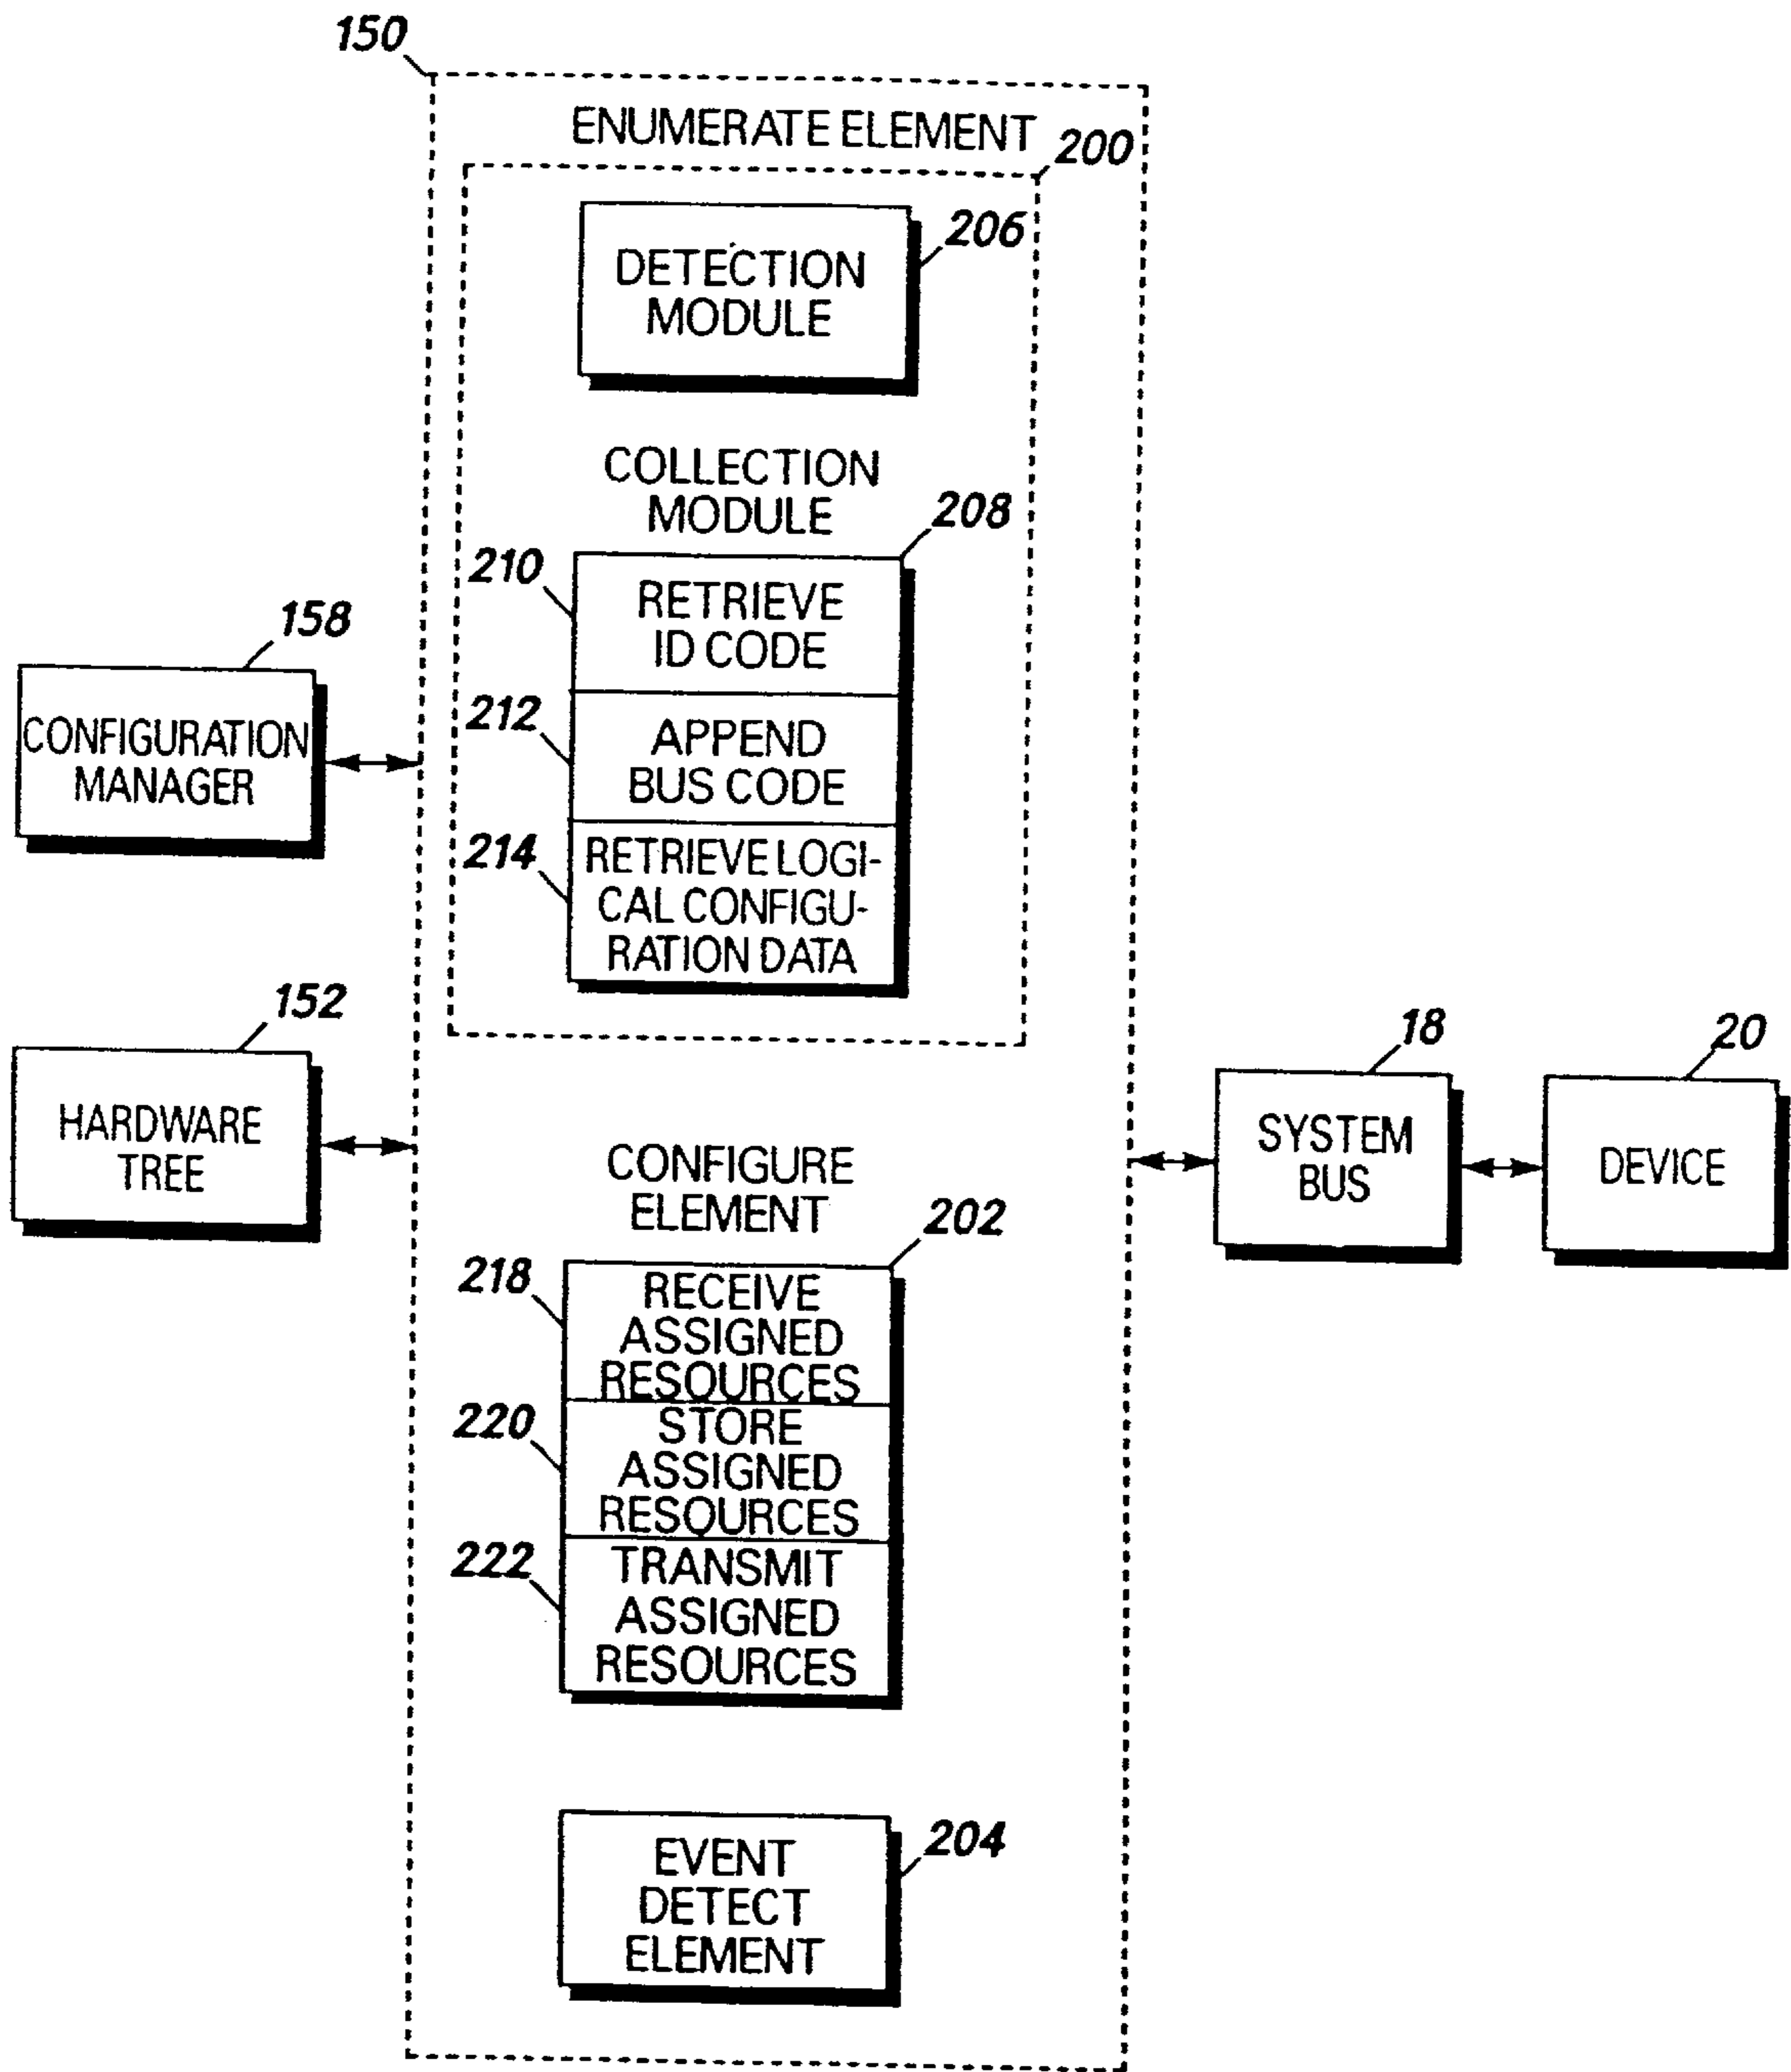 150
ENUMERATE ELEMENT
200
DETECTION
MODULE
206
COLLECTION
MODULE
208
210
RETRIEVE
ID CODE
212
APPEND
BUS CODE
214
RETRIEVE LOGI-
CAL CONFIGU-
RATION DATA
158
CONFIGURATION
MANAGER
152
HARDWARE
TREE
18
SYSTEM
BUS
20
DEVICE
CONFIGURE
ELEMENT
202
218
RECEIVE
ASSIGNED
RESOURCES
220
STORE
ASSIGNED
RESOURCES
222
TRANSMIT
ASSIGNED
RESOURCES
204
EVENT
DETECT
ELEMENT